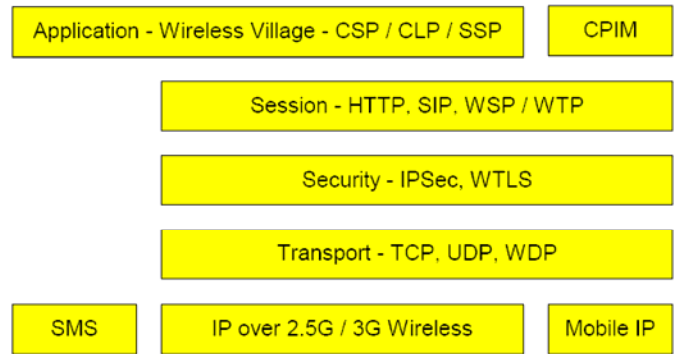 Application - Wireless Village - CSP / CLP / SSP
CPIM
Session - HTTP, SIP, WSP / WTP
Security - IPSec, WTLS
Transport - TCP, UDP, WDP
SMS
IP over 2.5G / 3G Wireless
Mobile IP